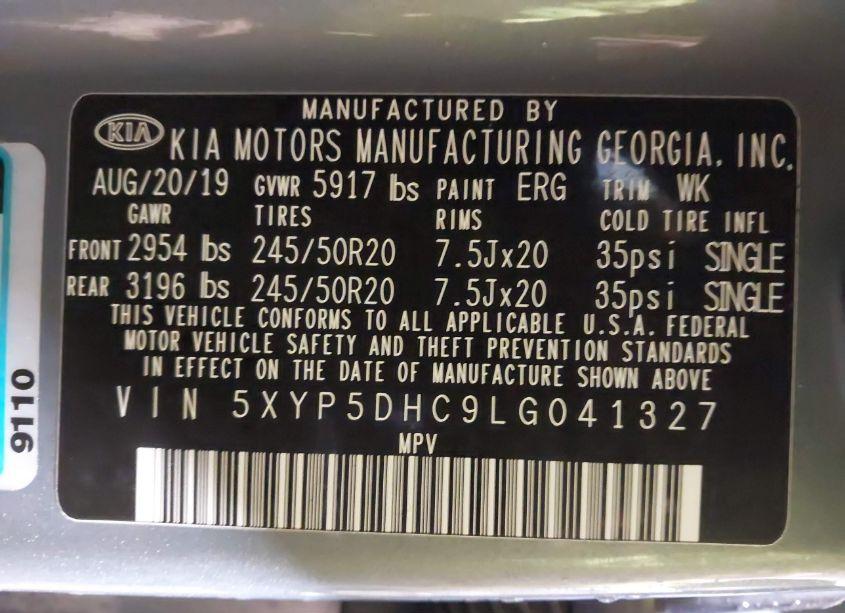 MANUFACTURED BY
KIA KIA MOTORS MANUFACTURING GEORGIA, INC.
AUG/20/19 GVWR 5917 lbs PAINT ERG TRIM WK
GAWR TIRES RIMS COLD TIRE INFL
FRONT 2954 lbs 245/50R20 7.5Jx20 35psi SINGLE
REAR 3196 lbs 245/50R20 7.5Jx20 35psi SINGLE
THIS VEHICLE CONFORMS TO ALL APPLICABLE U.S.A. FEDERAL
MOTOR VEHICLE SAFETY AND THEFT PREVENTION STANDARDS
IN EFFECT ON THE DATE OF MANUFACTURE SHOWN ABOVE
VIN 5XYP5DHC9LG041327
MPV
9110